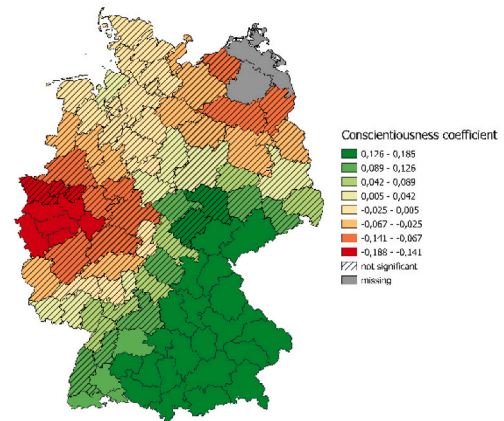 Conscientiousness coefficient
0,126 - 0,185
0,089 - 0,126
0,042 - 0,089
0,005 - 0,042
-0,025 - 0,005
-0,067 - -0,025
-0,141 - -0,067
-0,188 - -0,141
not significant
missing